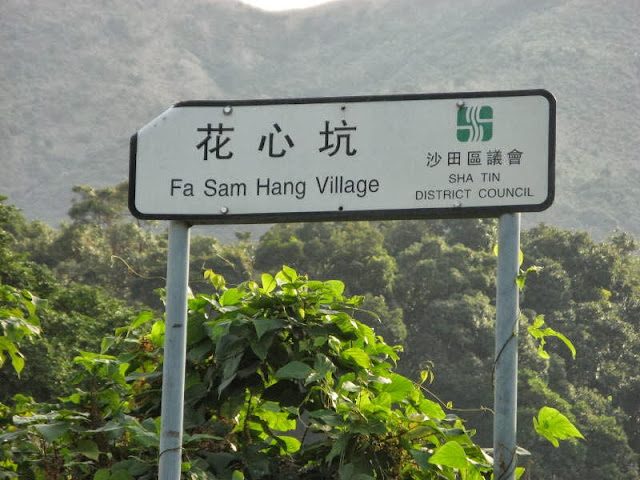 花心坑
Fa Sam Hang Village
沙田區議會
SHA TIN
DISTRICT COUNCIL